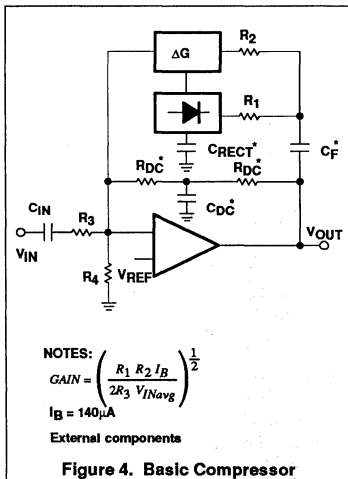 R2
ΔG
R1
CRECT*
CF*
RDC*
RDC*
CIN
R3
CDC*
VIN
VOUT
R4
VREF
NOTES:
GAIN = ( R1 R2 IB / 2R3 VINavg ) 1/2
IB = 140μA
External components
Figure 4. Basic Compressor